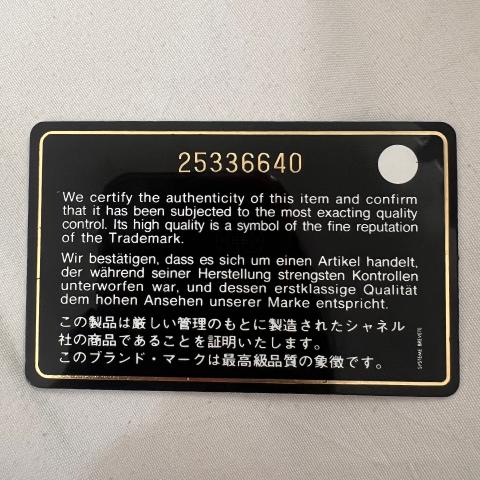 25336640
We certify the authenticity of this item and confirm
that it has been subjected to the most exacting quality
control. Its high quality is a symbol of the fine reputation
of the Trademark.
Wir bestätigen, dass es sich um einen Artikel handelt,
der während seiner Herstellung strengsten Kontrollen
unterworfen war, und dessen erstklassige Qualität
dem hohen Ansehen unserer Marke entspricht.
この製品は厳しい管理のもとに製造されたシャネル
社の商品であることを証明いたします。
このブランド・マークは最高級品質の象徴です。
SYSTEME BREVETE